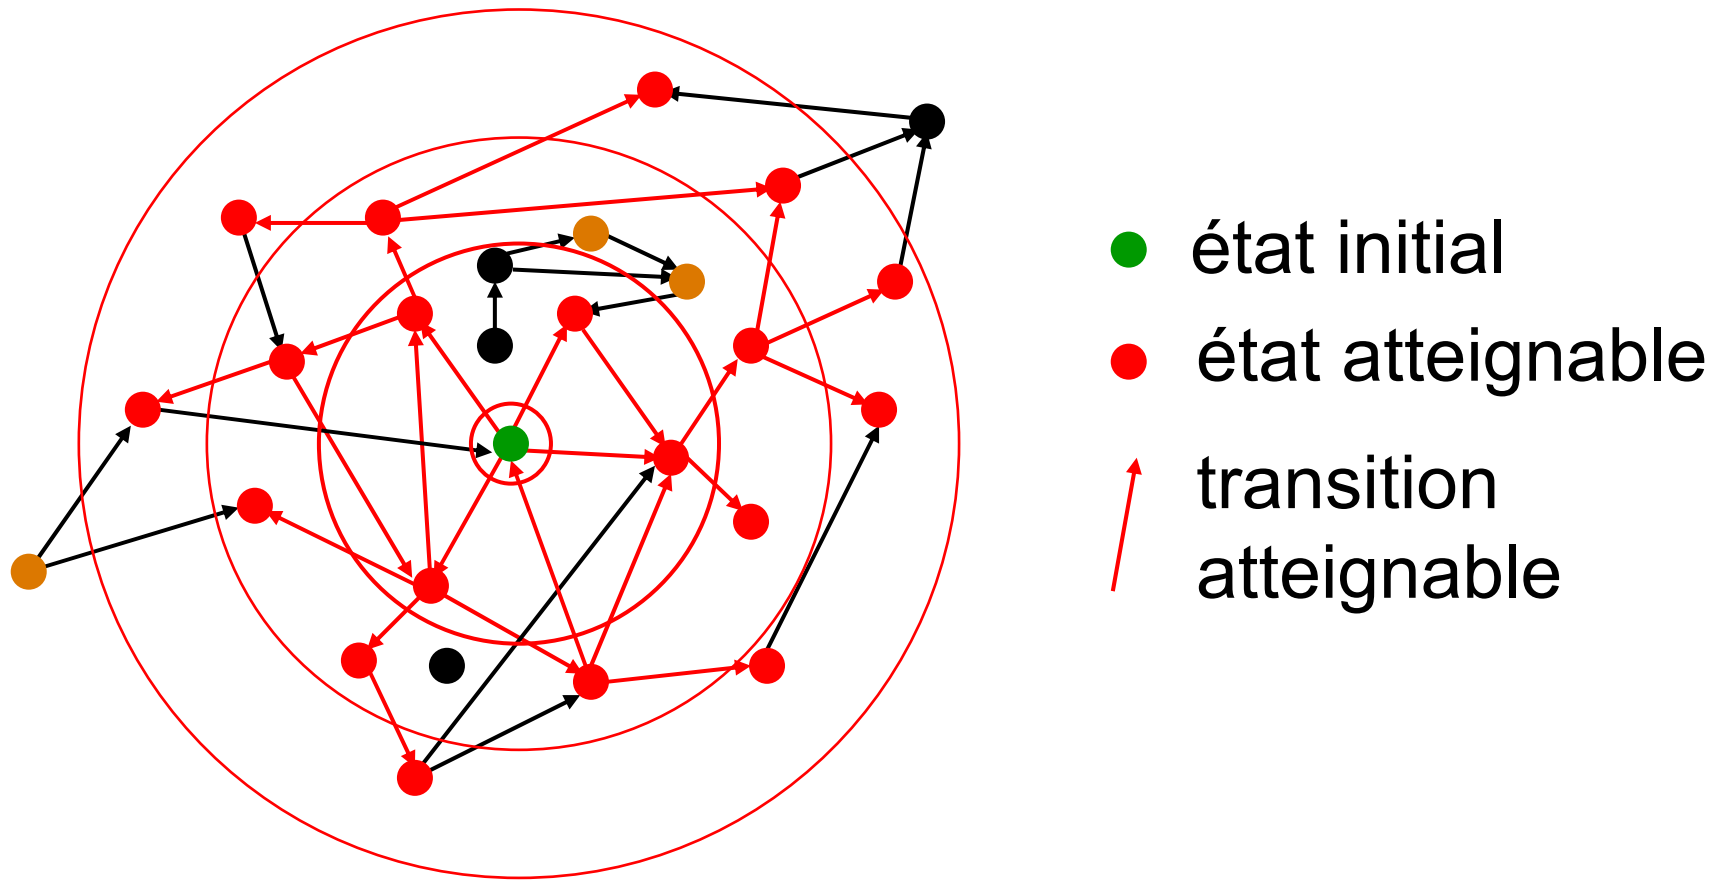 état initial
état atteignable
transition
atteignable